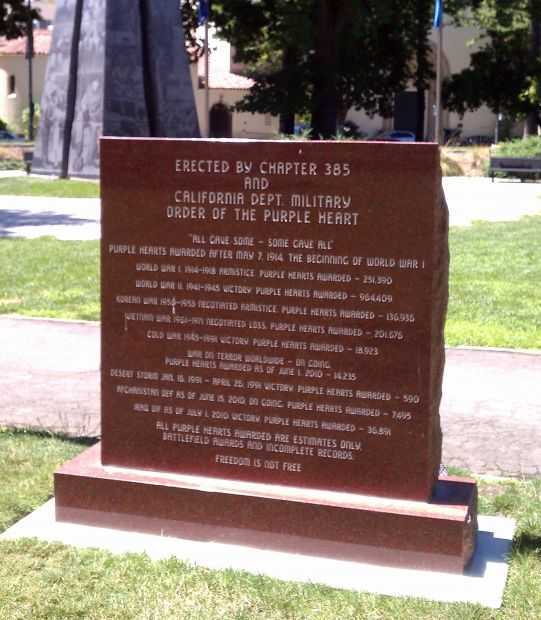 ERECTED BY CHAPTER 385
AND
CALIFORNIA DEPT. MILITARY
ORDER OF THE PURPLE HEART
"ALL GAVE SOME - SOME GAVE ALL"
PURPLE HEARTS AWARDED AFTER MAY 7, 1914, THE BEGINNING OF WORLD WAR I
WORLD WAR I, 1914-1918 ARMISTICE, PURPLE HEARTS AWARDED - 251,390
WORLD WAR II, 1941-1945 VICTORY, PURPLE HEARTS AWARDED - 964,409
KOREAN WAR 1950-1953 NEGOTIATED ARMISTICE, PURPLE HEARTS AWARDED - 136,936
VIETNAM WAR 1961-1971 NEGOTIATED LOSS, PURPLE HEARTS AWARDED - 201,676
COLD WAR 1945-1991 VICTORY, PURPLE HEARTS AWARDED - 18,923
WAR ON TERROR WORLDWIDE - ON GOING,
PURPLE HEARTS AWARDED AS OF JUNE 1, 2010 - 14,235
DESERT STORM JAN. 16, 1991 - APRIL 25, 1991 VICTORY, PURPLE HEARTS AWARDED - 590
AFGHANISTAN OEF AS OF JUNE 15, 2010, ON GOING, PURPLE HEARTS AWARDED - 7,495
IRAQ OIF AS OF JULY 1, 2010 VICTORY, PURPLE HEARTS AWARDED - 36,891
ALL PURPLE HEARTS AWARDED ARE ESTIMATES ONLY,
BATTLEFIELD AWARDS AND INCOMPLETE RECORDS.
FREEDOM IS NOT FREE